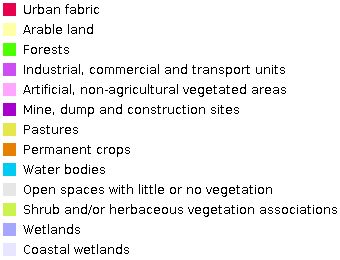 Urban fabric
Arable land
Forests
Industrial, commercial and transport units
Artificial, non-agricultural vegetated areas
Mine, dump and construction sites
Pastures
Permanent crops
Water bodies
Open spaces with little or no vegetation
Shrub and/or herbaceous vegetation associations
Wetlands
Coastal wetlands